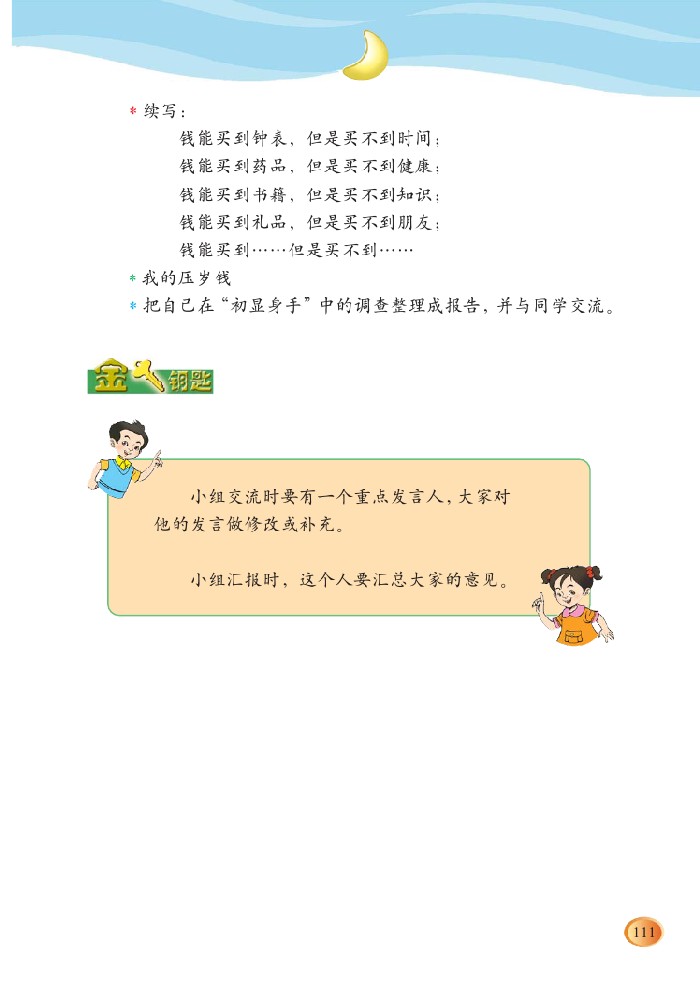 * 续写：
钱能买到钟表，但是买不到时间；
钱能买到药品，但是买不到健康；
钱能买到书籍，但是买不到知识；
钱能买到礼品，但是买不到朋友；
钱能买到……但是买不到……
* 我的压岁钱
* 把自己在“初显身手”中的调查整理成报告，并与同学交流。
金钥匙
小组交流时要有一个重点发言人，大家对
他的发言做修改或补充。
小组汇报时，这个人要汇总大家的意见。
111